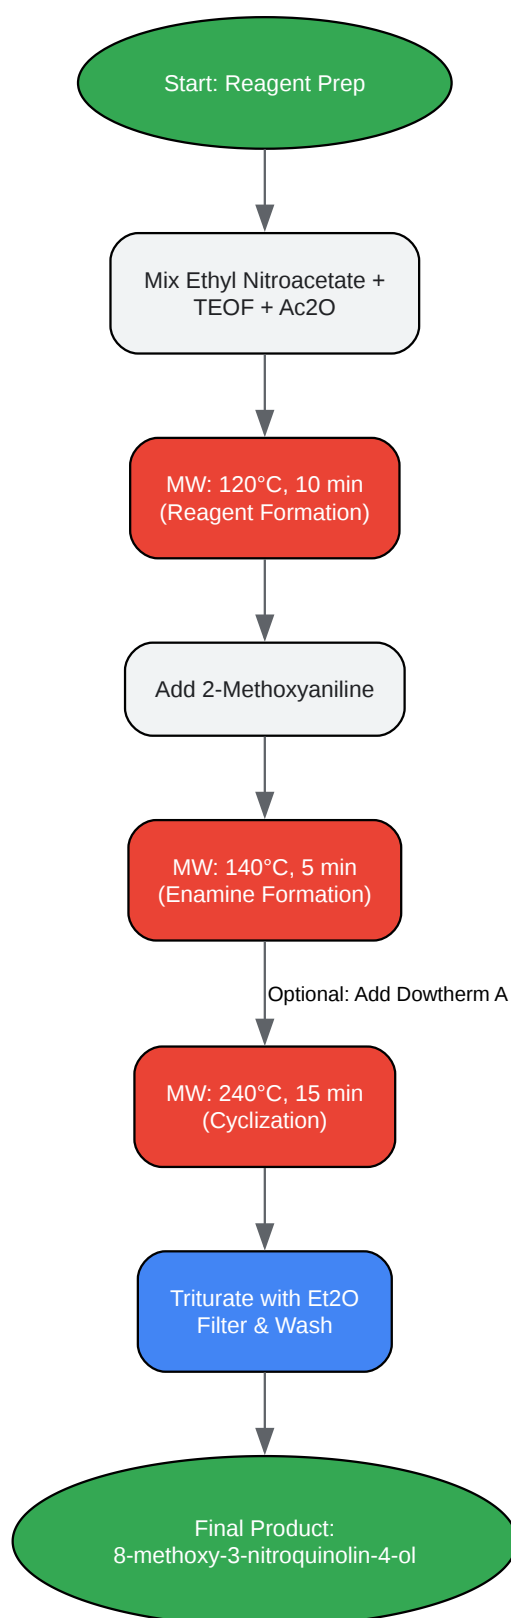 Start: Reagent Prep
Mix Ethyl Nitroacetate +
TEOF + Ac2O
MW: 120°C, 10 min
(Reagent Formation)
Add 2-Methoxyaniline
MW: 140°C, 5 min
(Enamine Formation)
Optional: Add Dowtherm A
MW: 240°C, 15 min
(Cyclization)
Triturate with Et2O
Filter & Wash
Final Product:
8-methoxy-3-nitroquinolin-4-ol